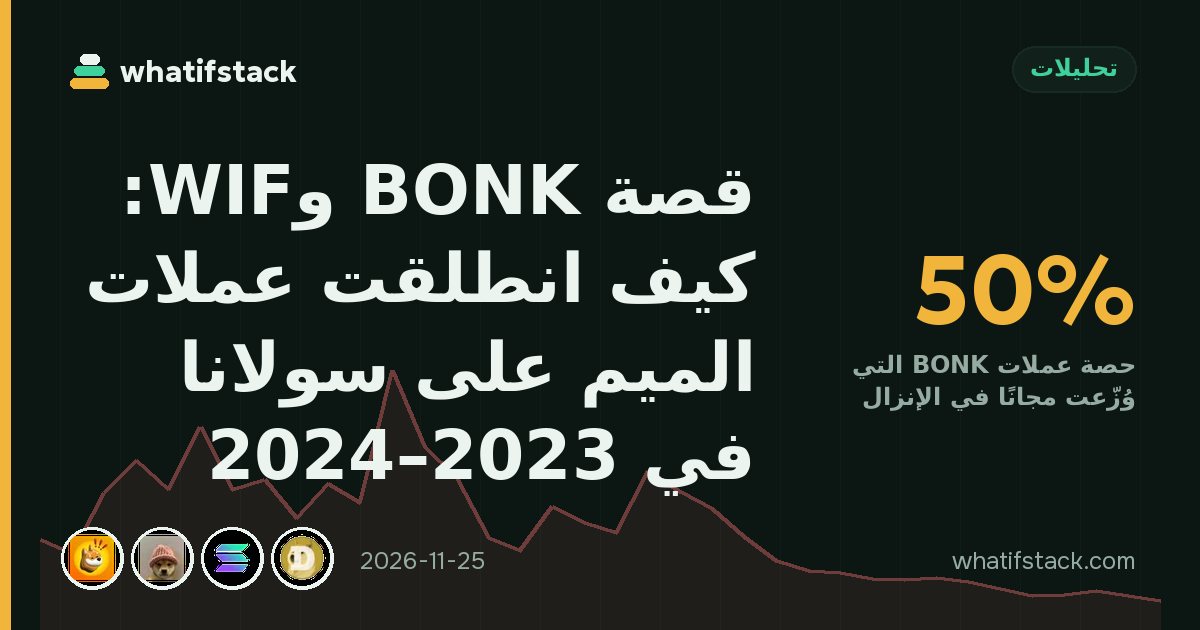 whatifstack
تحليلات
قصة BONK وWIF:
كيف انطلقت عملات
الميم على سولانا
في 2023–2024
50%
حصة عملات BONK التي
وُزّعت مجانًا في الإنزال
2026-11-25
whatifstack.com